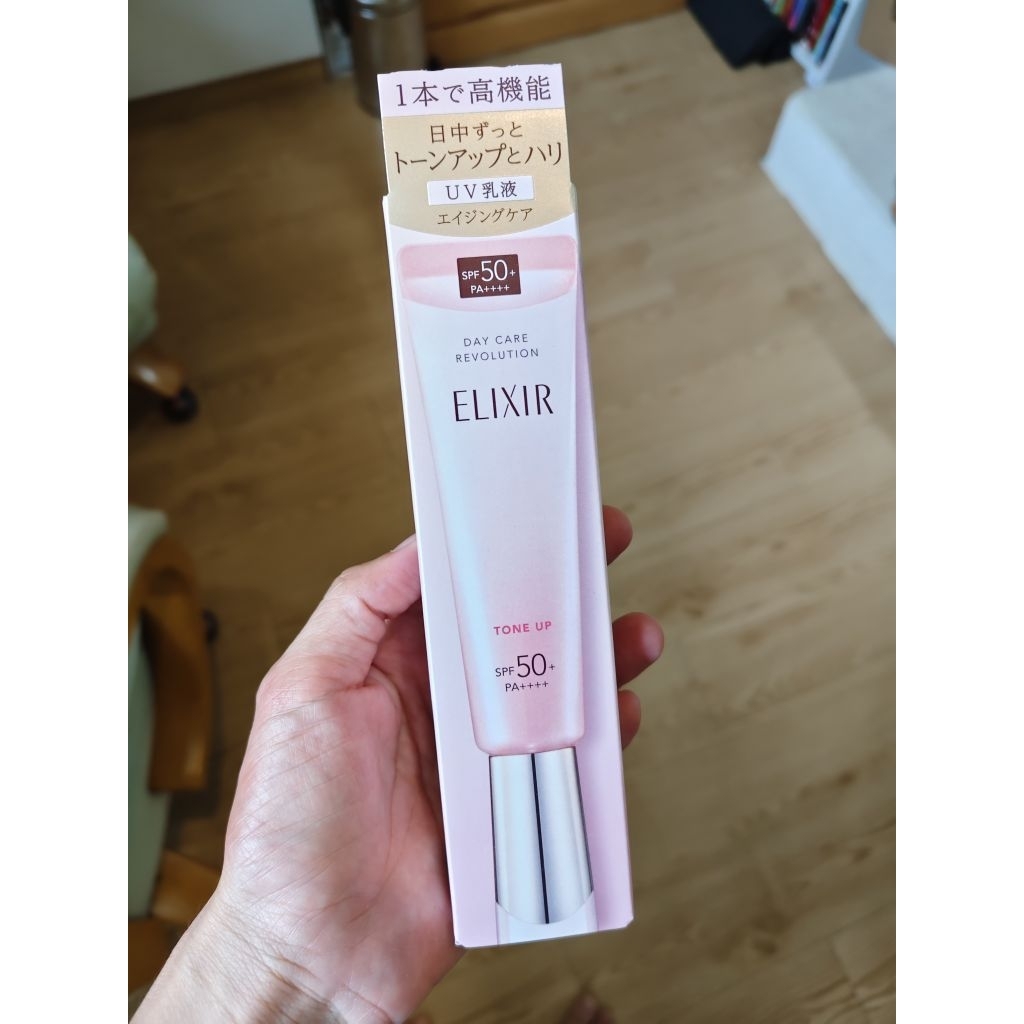 1本で高機能
日中ずっと
トーンアップとハリ
UV乳液
エイジングケア
SPF50+
PA++++
DAY CARE
REVOLUTION
ELIXIR
TONE UP
SPF50+
PA++++